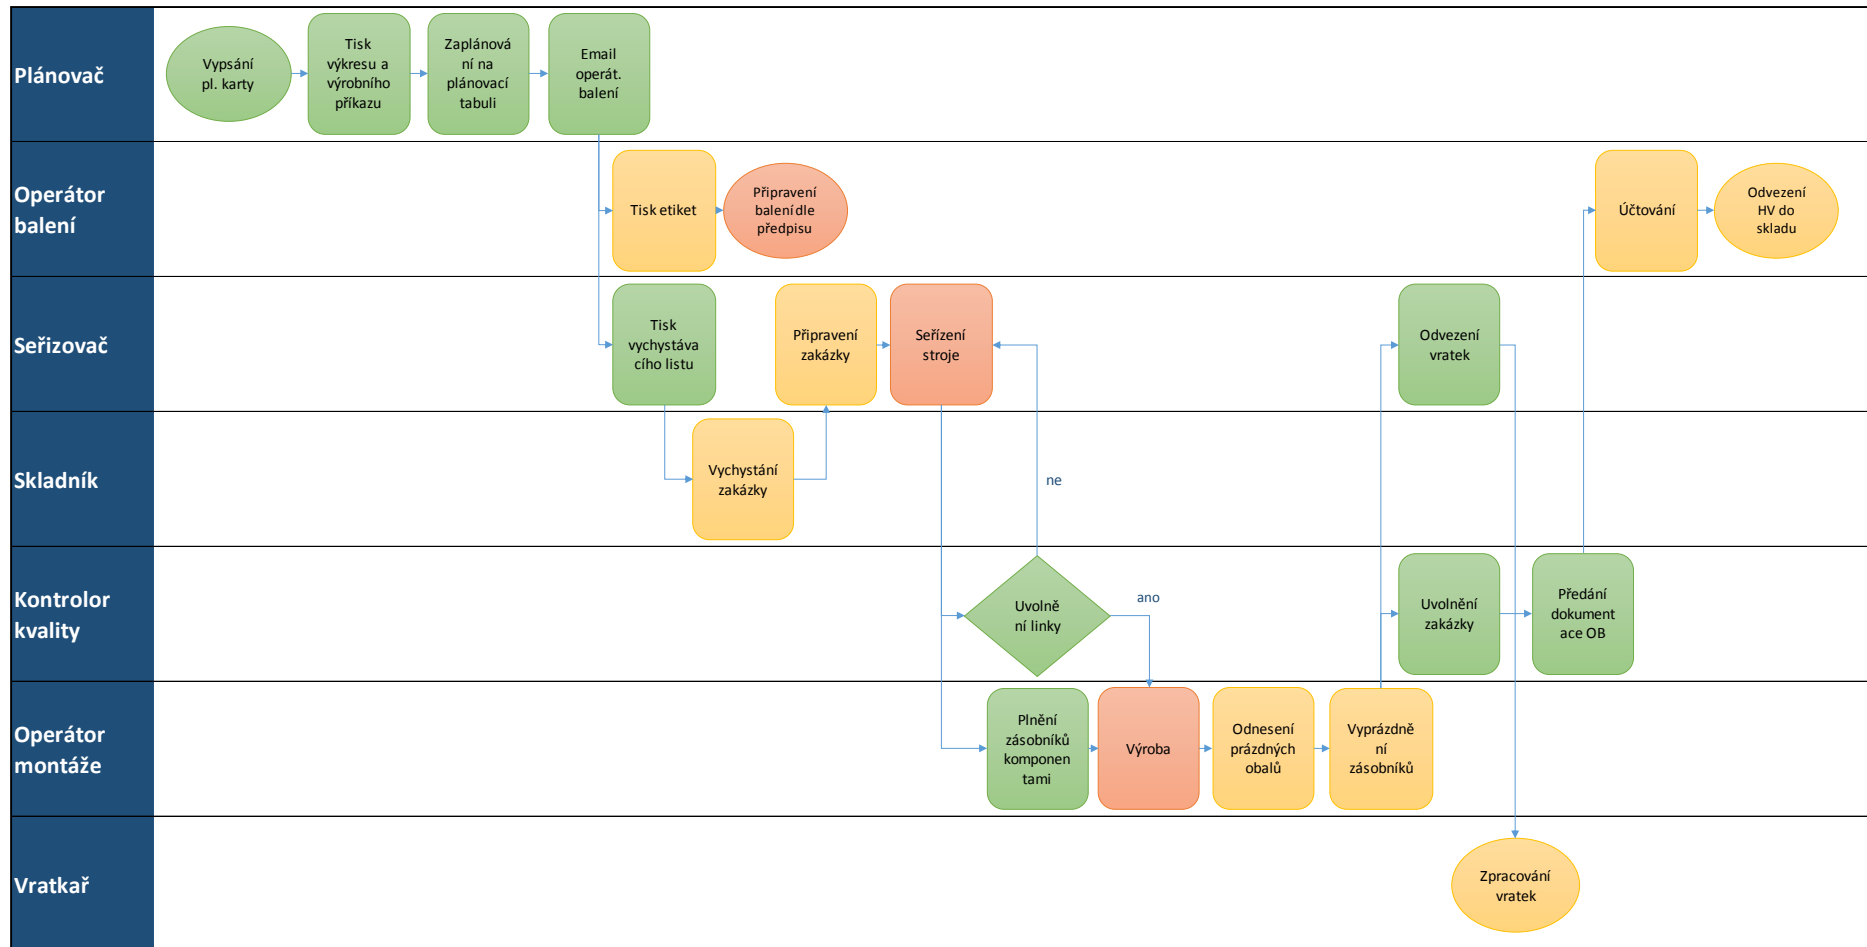 Plánovač
Vypsání
pl. karty
Tisk
výkresu a
výrobního
příkazu
Zaplánová
ní na
plánovací
tabuli
Email
operát.
balení
Operátor
balení
Tisk etiket
Připravení
balení dle
předpisu
Účtování
Odvezení
HV do
skladu
Seřizovač
Tisk
vychystáva
cího listu
Připravení
zakázky
Seřízení
stroje
Odvezení
vratek
Skladník
Vychystání
zakázky
ne
Kontrolor
kvality
Uvolně
ní linky
ano
Uvolnění
zakázky
Předání
dokument
ace OB
Operátor
montáže
Plnění
zásobníků
komponen
tami
Výroba
Odnesení
prázdných
obalů
Vyprázdně
ní
zásobníků
Vratkař
Zpracování
vratek